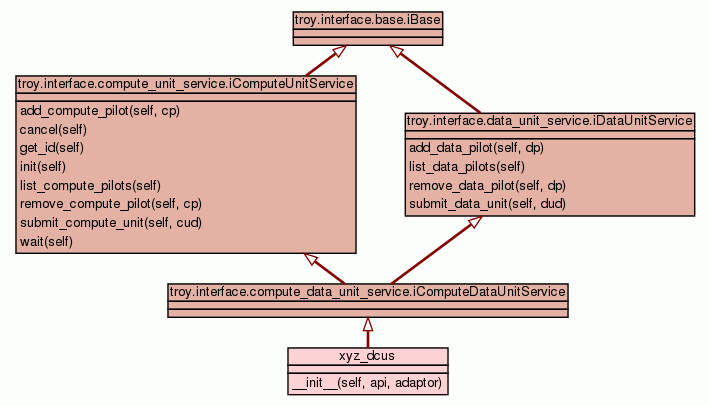 troy.interface.base.iBase
troy.interface.compute_unit_service.iComputeUnitService
add_compute_pilot(self, cp)
cancel(self)
get_id(self)
init(self)
list_compute_pilots(self)
remove_compute_pilot(self, cp)
submit_compute_unit(self, cud)
wait(self)
troy.interface.data_unit_service.iDataUnitService
add_data_pilot(self, dp)
list_data_pilots(self)
remove_data_pilot(self, dp)
submit_data_unit(self, dud)
troy.interface.compute_data_unit_service.iComputeDataUnitService
xyz_dcus
__init__(self, api, adaptor)